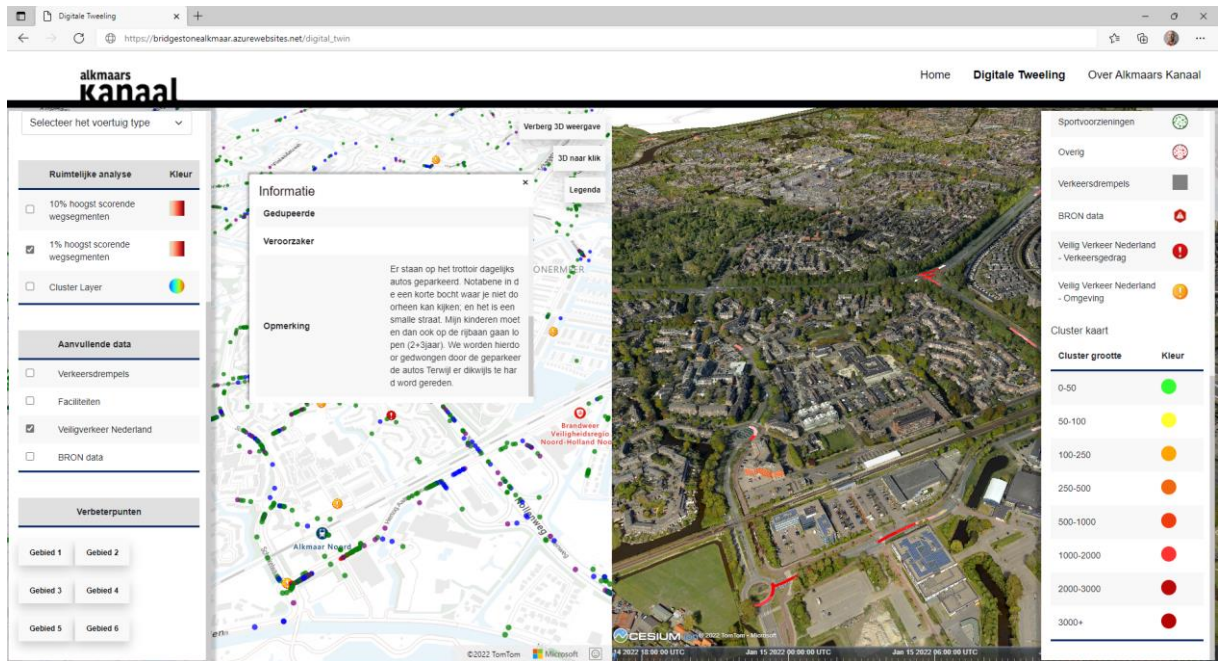 Digitale Tweeling
https://bridgestonealkmaar.azurewebsites.net/digital_twin
alkmaars
kanaal
Home Digitale Tweeling Over Alkmaars Kanaal
Selecteer het voertuig type
Ruimtelijke analyse Kleur
10% hoogst scorende
wegsegmenten
1% hoogst scorende
wegsegmenten
Cluster Layer
Aanvullende data
Verkeersdrempels
Faciliteiten
Veiligverkeer Nederland
BRON data
Verbeterpunten
Gebied 1 Gebied 2
Gebied 3 Gebied 4
Gebied 5 Gebied 6
Verberg 3D weergave
3D naar klik
Legenda
Informatie
Gedupeerde
Veroorzaker
Opmerking
Er staan op het trottoir dagelijks
autos geparkeerd. Notabene in d
e een korte bocht waar je niet do
orheen kan kijken; en het is een
smalle straat. Mijn kinderen moet
en dan ook op de rijbaan gaan lo
pen (2+3jaar). We worden hierdo
or gedwongen door de geparkeer
de autos Terwijl er dikwijls te har
d word gereden.
ONERMEER
Brandweer
Veiligheidsregio
Noord-Holland Noo
Hollenweg
Alkmaar Noord
©2022 TomTom Microsoft
CESIUM
© 2022 TomTom - Microsoft
14 2022 18:00:00 UTC Jan 15 2022 00:00:00 UTC Jan 15 2022 06:00:00 UTC
Sportvoorzieningen
Overig
Verkeersdrempels
BRON data
Veilig Verkeer Nederland
- Verkeersgedrag
Veilig Verkeer Nederland
- Omgeving
Cluster kaart
Cluster grootte Kleur
0-50
50-100
100-250
250-500
500-1000
1000-2000
2000-3000
3000+